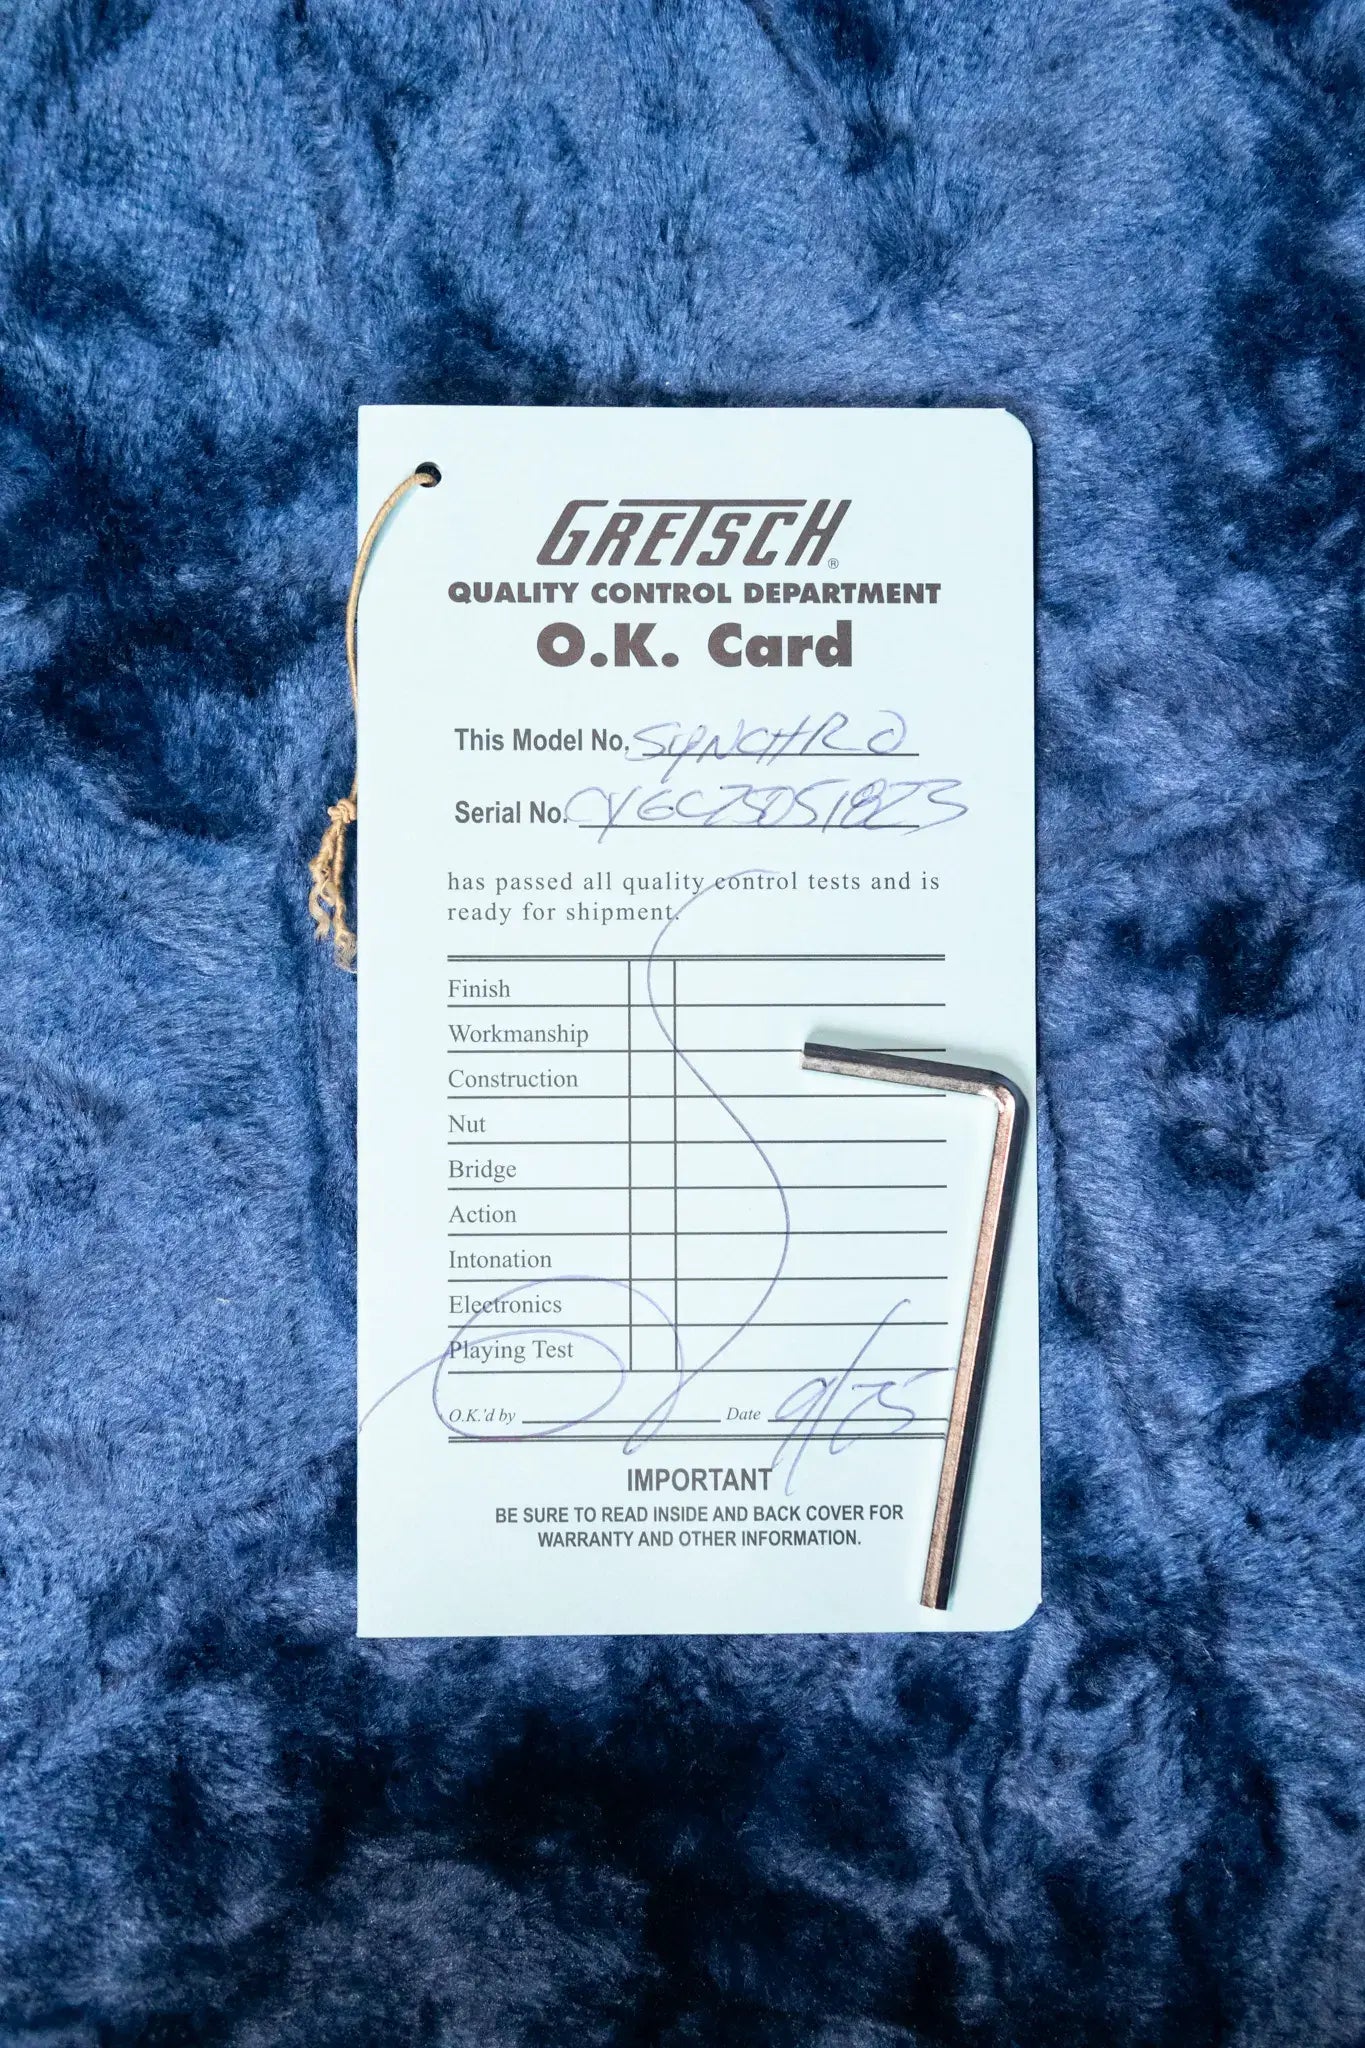 GRETSCH®
QUALITY CONTROL DEPARTMENT
O.K. Card
This Model No. SYNCHRO
Serial No. CYGC25051823
has passed all quality control tests and is
ready for shipment.
Finish
Workmanship
Construction
Nut
Bridge
Action
Intonation
Electronics
Playing Test
O.K.'d by Date 9/25
IMPORTANT
BE SURE TO READ INSIDE AND BACK COVER FOR
WARRANTY AND OTHER INFORMATION.